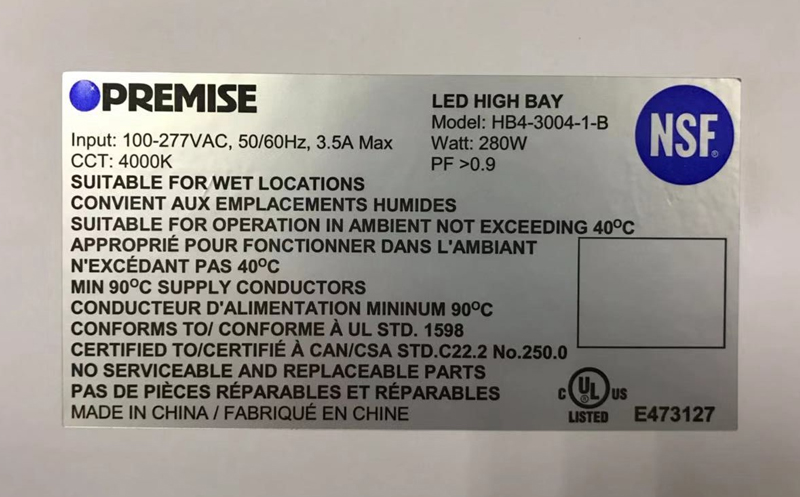 PREMISE
LED HIGH BAY
Model: HB4-3004-1-B
Watt: 280W
PF >0.9
NSF®
Input: 100-277VAC, 50/60Hz, 3.5A Max
CCT: 4000K
SUITABLE FOR WET LOCATIONS
CONVIENT AUX EMPLACEMENTS HUMIDES
SUITABLE FOR OPERATION IN AMBIENT NOT EXCEEDING 40°C
APPROPRIÉ POUR FONCTIONNER DANS L'AMBIANT
N'EXCÉDANT PAS 40°C
MIN 90°C SUPPLY CONDUCTORS
CONDUCTEUR D'ALIMENTATION MININUM 90°C
CONFORMS TO/ CONFORME À UL STD. 1598
CERTIFIED TO/CERTIFIÉ À CAN/CSA STD.C22.2 No.250.0
NO SERVICEABLE AND REPLACEABLE PARTS
PAS DE PIÈCES RÉPARABLES ET RÉPARABLES
MADE IN CHINA / FABRIQUÉ EN CHINE
C UL® US
LISTED
E473127